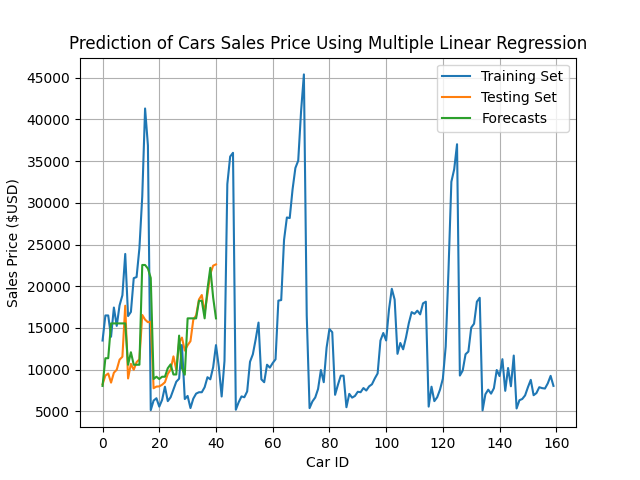 Prediction of Cars Sales Price Using Multiple Linear Regression
Sales Price ($USD)
45000
40000
35000
30000
25000
20000
15000
10000
5000
Training Set
Testing Set
Forecasts
0 20 40 60 80 100 120 140 160
Car ID